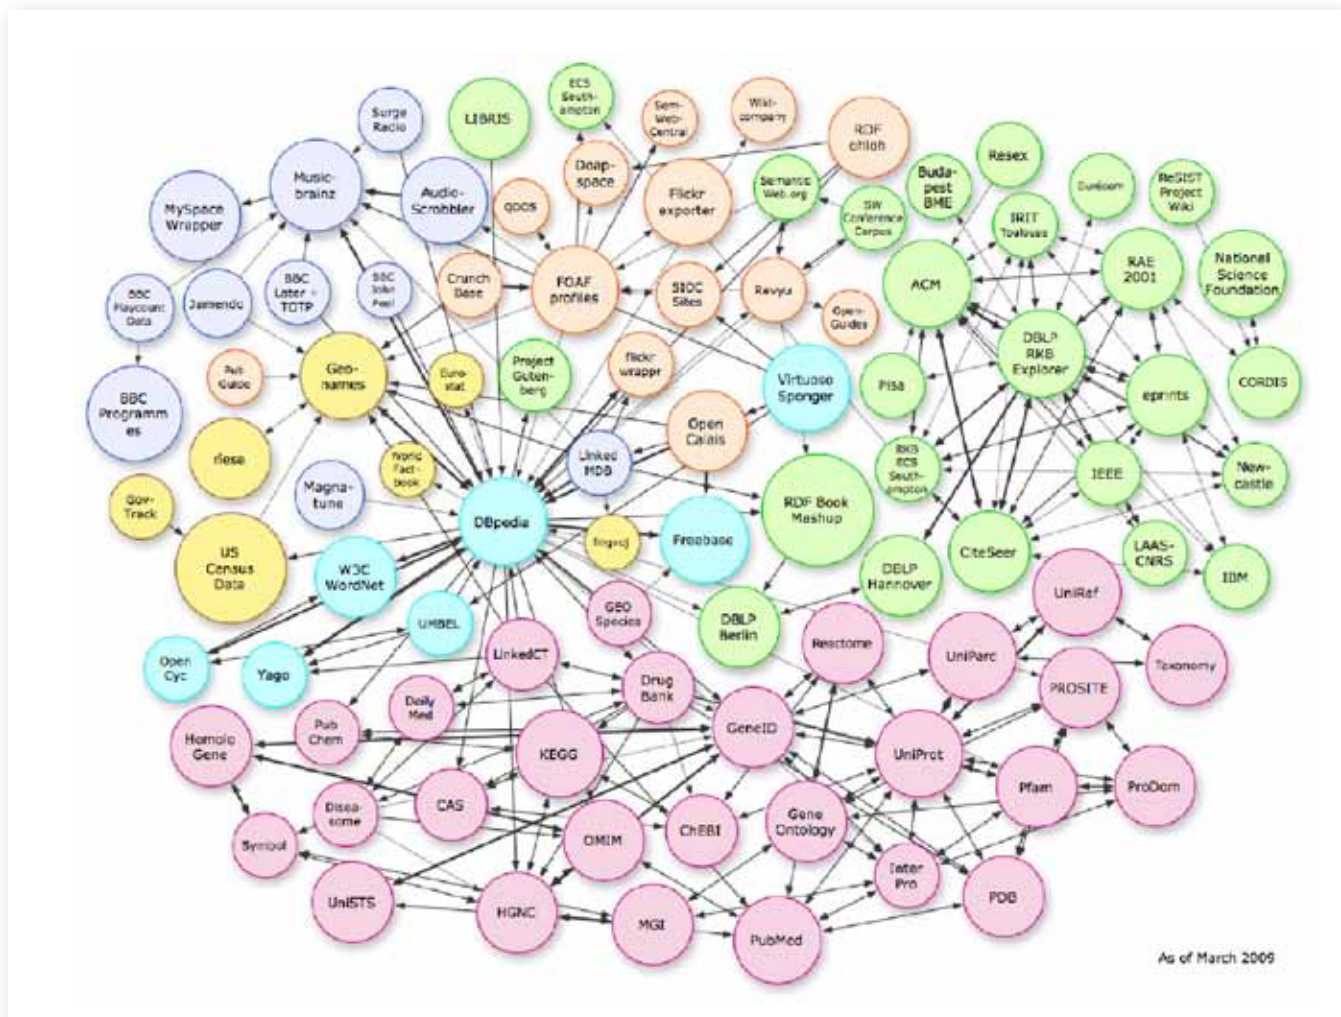 Surge
Radio
LIBRIS
ECS
South-
ampton
Sem-
Web-
Central
Wiki-
company
RDF
ohloh
Music-
brainz
Audio-
Scrobbler
MySpace
Wrapper
QDOS
Doap-
space
Flickr
exporter
Semantic
Web.org
SW
Conference
Corpus
Buda-
pest
BME
Resex
IRIT
Toulouse
ReSIST
Project
Wiki
BBC
Playcount
Data
Jamendo
BBC
Later +
TOTP
BBC
John
Peel
Crunch
Base
FOAF
profiles
SIOC
Sites
Revyu
Open-
Guides
ACM
RAE
2001
National
Science
Foundation
Pub
Guide
Geo-
names
Euro-
stat
Project
Guten-
berg
flickr
wrappr
Virtuoso
Sponger
Pisa
DBLP
RKB
Explorer
eprints
CORDIS
BBC
Programm
es
riese
World
Fact-
book
Linked
MDB
Open
Calais
RKB
ECS
South-
ampton
IEEE
New-
castle
Gov-
Track
Magna-
tune
DBpedia
lingvoj
Freebase
RDF Book
Mashup
CiteSeer
LAAS-
CNRS
IBM
US
Census
Data
W3C
WordNet
UMBEL
GEO
Species
DBLP
Berlin
DBLP
Hannover
UniRef
Open
Cyc
Yago
LinkedCT
Drug
Bank
Reactome
UniParc
Taxonomy
PROSITE
Homolo
Gene
Pub
Chem
Daily
Med
KEGG
GeneID
UniProt
Pfam
ProDom
Symbol
Disea-
some
CAS
OMIM
ChEBI
Gene
Ontology
Inter
Pro
PDB
UniSTS
HGNC
MGI
PubMed
As of March 2009